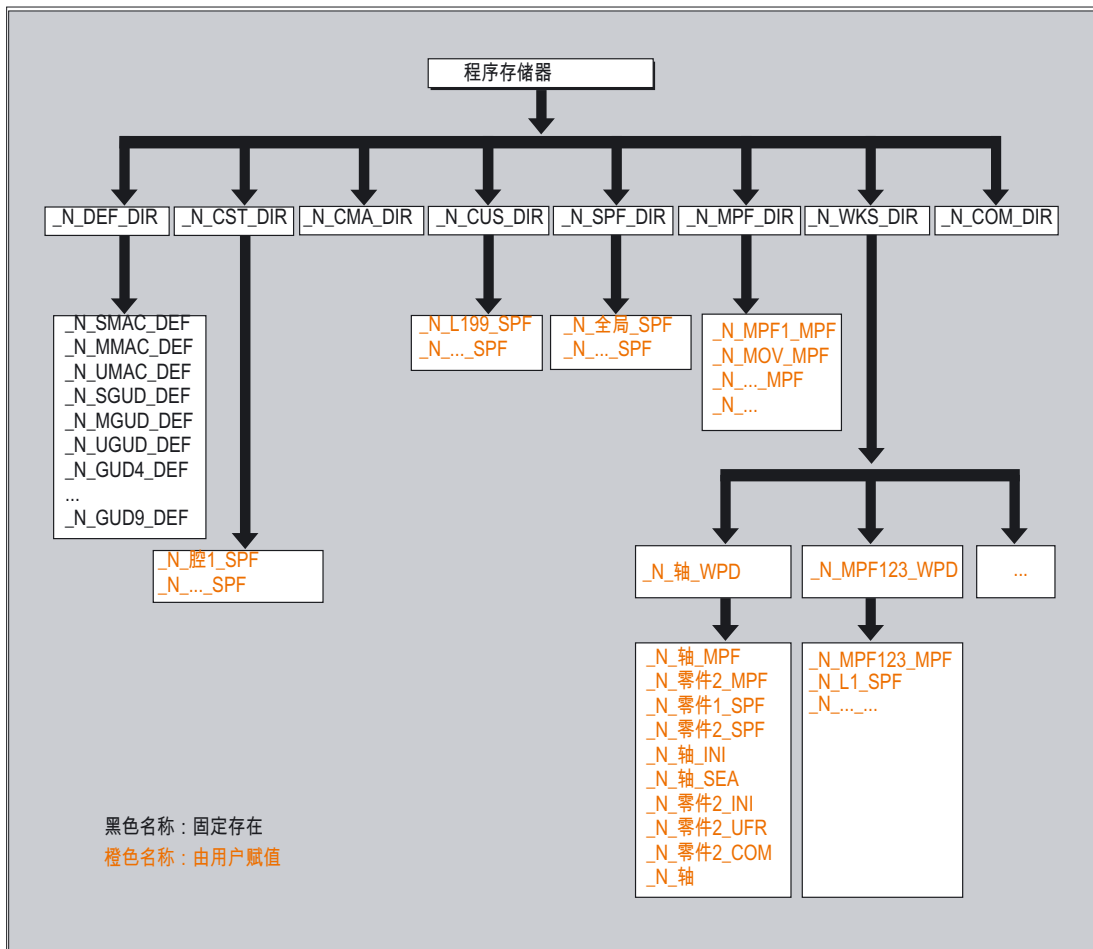 程序存储器
_N_DEF_DIR
_N_CST_DIR
_N_CMA_DIR
_N_CUS_DIR
_N_SPF_DIR
_N_MPF_DIR
_N_WKS_DIR
_N_COM_DIR
_N_SMAC_DEF
_N_MMAC_DEF
_N_UMAC_DEF
_N_SGUD_DEF
_N_MGUD_DEF
_N_UGUD_DEF
_N_GUD4_DEF
...
_N_GUD9_DEF
_N_腔1_SPF
_N_..._SPF
_N_L199_SPF
_N_..._SPF
_N_全局_SPF
_N_..._SPF
_N_MPF1_MPF
_N_MOV_MPF
_N_..._MPF
_N_...
_N_轴_WPD
_N_MPF123_WPD
...
_N_轴_MPF
_N_零件2_MPF
_N_零件1_SPF
_N_零件2_SPF
_N_轴_INI
_N_轴_SEA
_N_零件2_INI
_N_零件2_UFR
_N_零件2_COM
_N_轴
_N_MPF123_MPF
_N_L1_SPF
_N_..._...
黑色名称：固定存在
橙色名称：由用户赋值